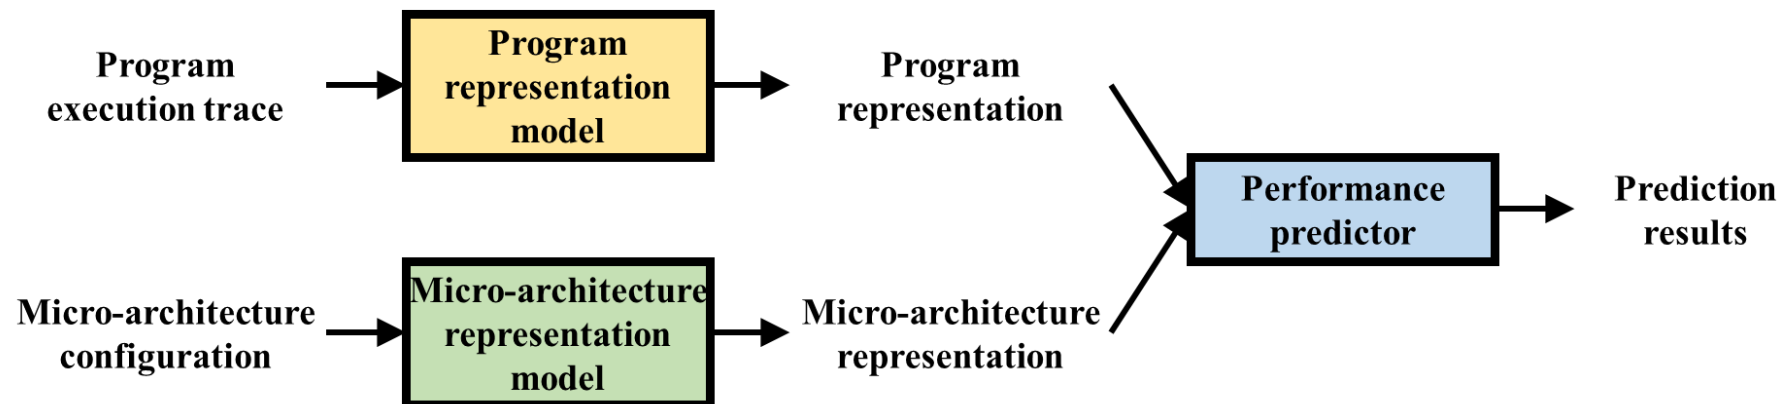 Program
execution trace
Program
representation
model
Program
representation
Micro-architecture
configuration
Micro-architecture
representation
model
Micro-architecture
representation
Performance
predictor
Prediction
results